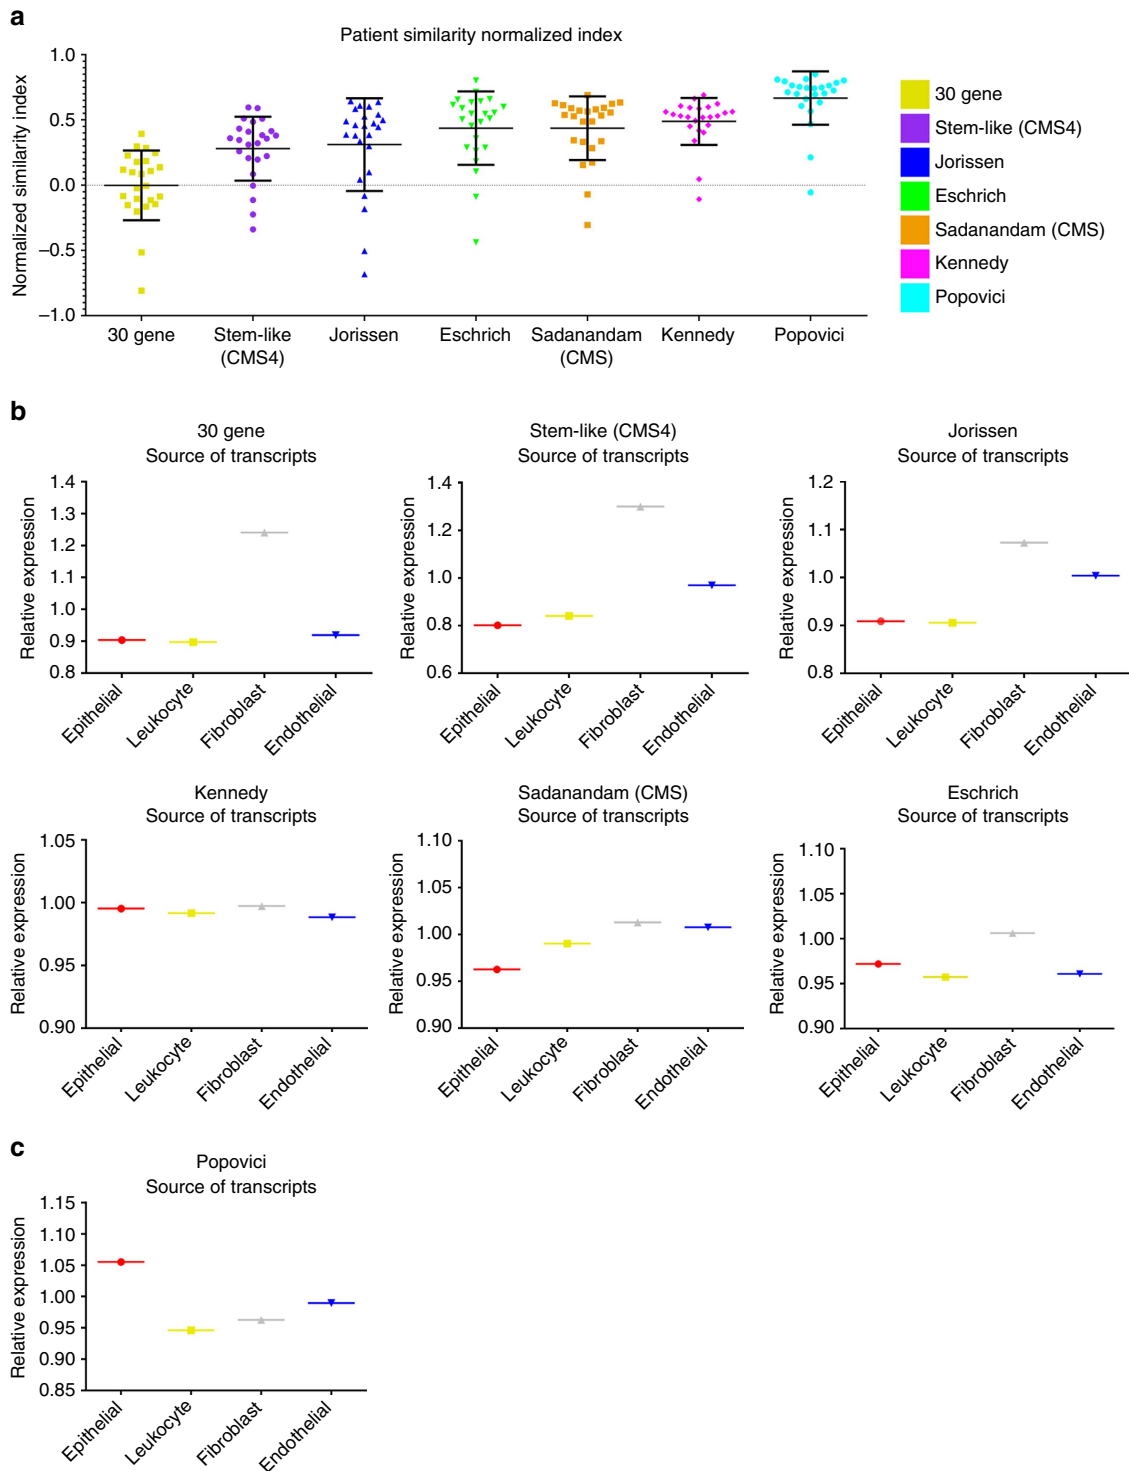 a
Patient similarity normalized index
Normalized similarity index
1.0
0.5
0.0
–0.5
–1.0
30 gene
Stem-like
(CMS4)
Jorissen
Eschrich
Sadanandam
(CMS)
Kennedy
Popovici
30 gene
Stem-like (CMS4)
Jorissen
Eschrich
Sadanandam (CMS)
Kennedy
Popovici
b
30 gene
Source of transcripts
Relative expression
1.4
1.3
1.2
1.1
1.0
0.9
0.8
Epithelial
Leukocyte
Fibroblast
Endothelial
Stem-like (CMS4)
Source of transcripts
Relative expression
1.4
1.2
1.0
0.8
0.6
Epithelial
Leukocyte
Fibroblast
Endothelial
Jorissen
Source of transcripts
Relative expression
1.2
1.1
1.0
0.9
0.8
Epithelial
Leukocyte
Fibroblast
Endothelial
Kennedy
Source of transcripts
Relative expression
1.05
1.00
0.95
0.90
Epithelial
Leukocyte
Fibroblast
Endothelial
Sadanandam (CMS)
Source of transcripts
Relative expression
1.10
1.05
1.00
0.95
0.90
Epithelial
Leukocyte
Fibroblast
Endothelial
Eschrich
Source of transcripts
Relative expression
1.10
1.05
1.00
0.95
0.90
Epithelial
Leukocyte
Fibroblast
Endothelial
c
Popovici
Source of transcripts
Relative expression
1.15
1.10
1.05
1.00
0.95
0.90
0.85
Epithelial
Leukocyte
Fibroblast
Endothelial